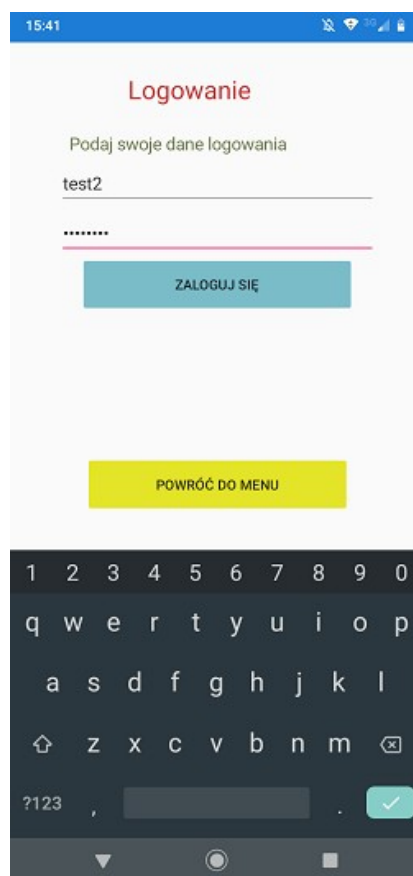 15:41 3G
Logowanie
Podaj swoje dane logowania
test2
........
ZALOGUJ SIĘ
POWRÓĆ DO MENU
1 2 3 4 5 6 7 8 9 0
q w e r t y u i o p
a s d f g h j k l
z x c v b n m
?123 , .